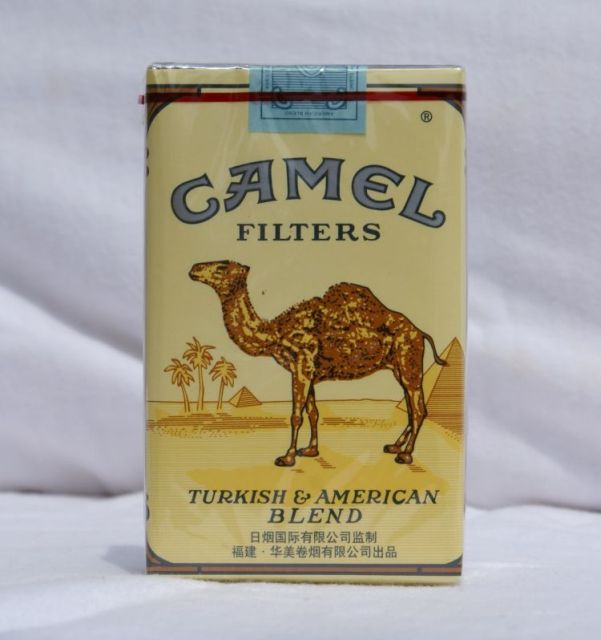 ®
CAMEL
FILTERS
TURKISH & AMERICAN
BLEND
日烟国际有限公司监制
福建·华美卷烟有限公司出品